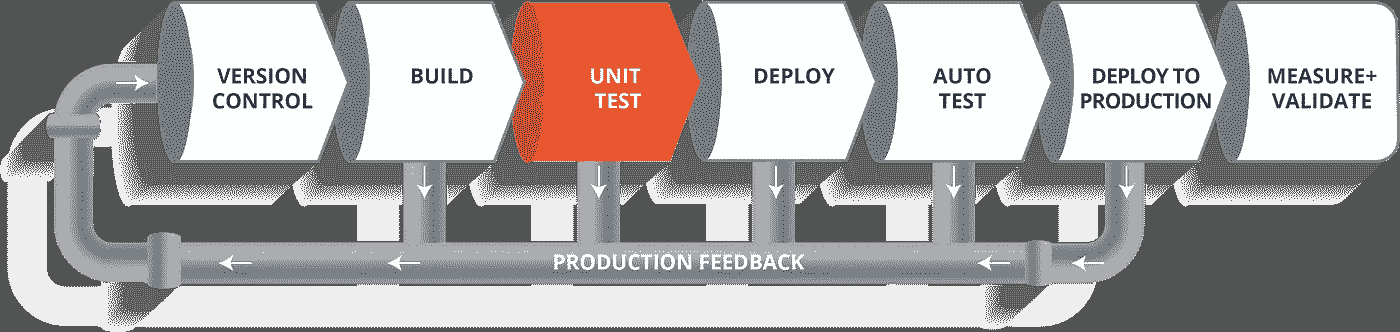 VERSION
CONTROL
BUILD
UNIT
TEST
DEPLOY
AUTO
TEST
DEPLOY TO
PRODUCTION
MEASURE+
VALIDATE
PRODUCTION FEEDBACK